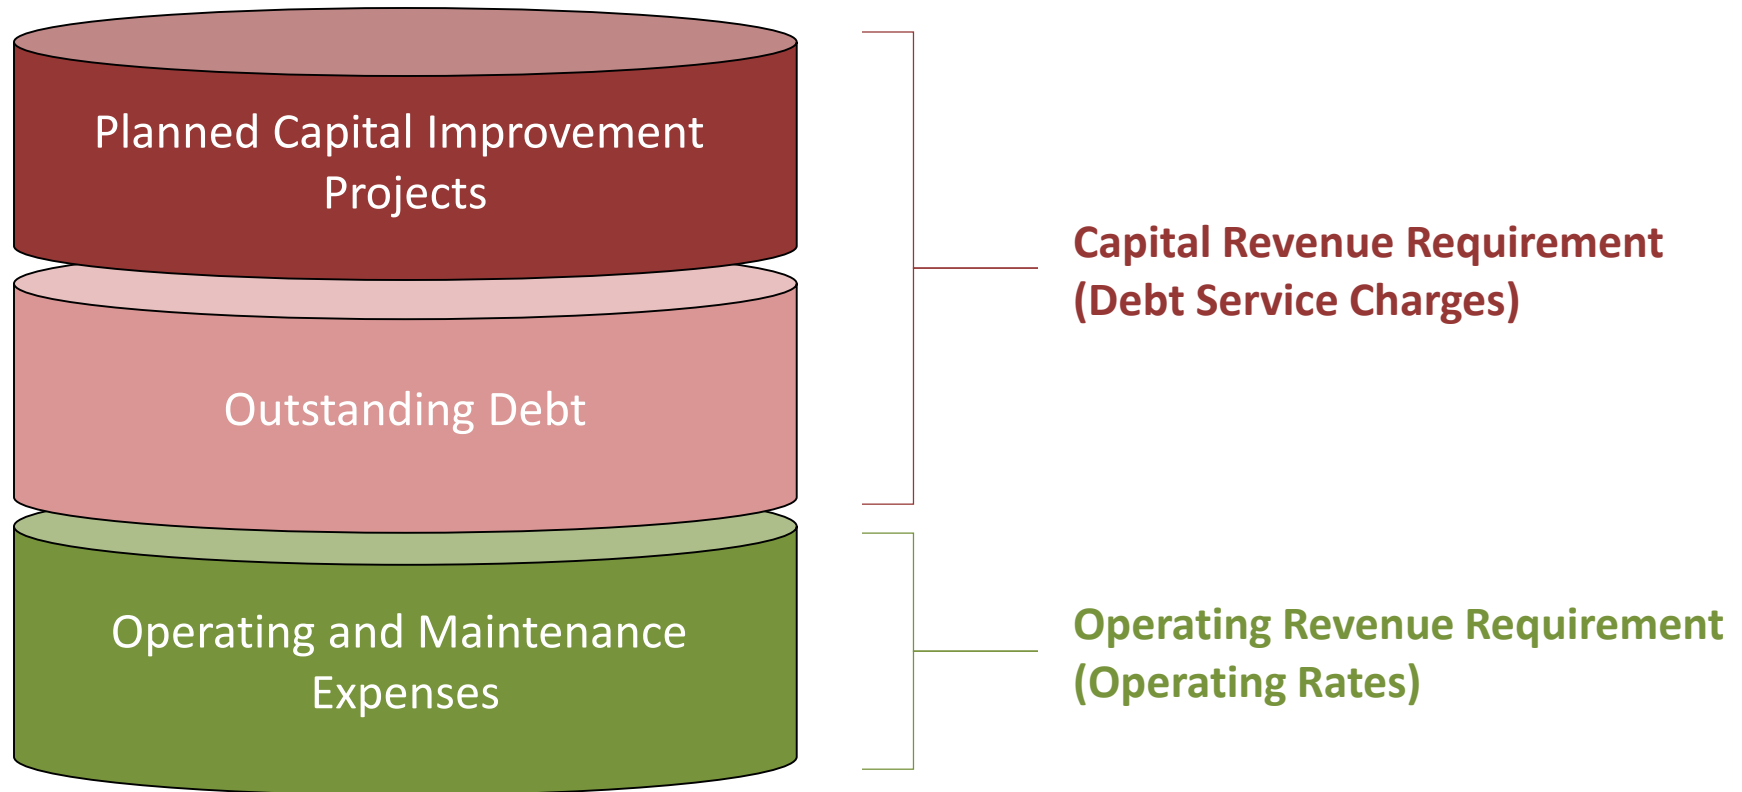 Planned Capital Improvement
Projects
Outstanding Debt
Operating and Maintenance
Expenses
Capital Revenue Requirement
(Debt Service Charges)
Operating Revenue Requirement
(Operating Rates)